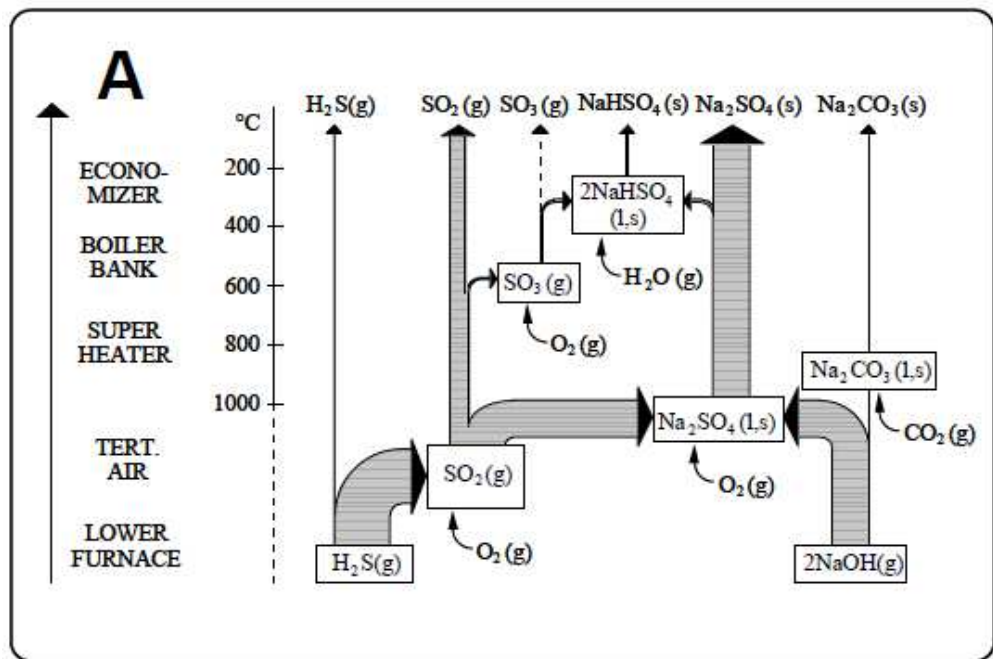 A
H₂S(g) SO₂(g) SO₃(g) NaHSO₄(s) Na₂SO₄(s) Na₂CO₃(s)
°C
ECONO-
MIZER
200
400
BOILER
BANK
600
SUPER
HEATER
800
1000
TERT.
AIR
LOWER
FURNACE
2NaHSO₄
(l,s)
H₂O(g)
SO₃(g)
O₂(g)
Na₂CO₃(l,s)
CO₂(g)
Na₂SO₄(l,s)
O₂(g)
SO₂(g)
O₂(g)
H₂S(g)
2NaOH(g)